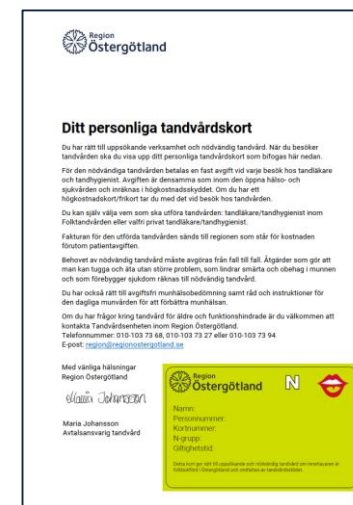 Region
Östergötland
Ditt personliga tandvårdskort
Du har rätt till uppsökande verksamhet och nödvändig tandvård. När du besöker
tandvården ska du visa upp ditt personliga tandvårdskort som bifogas här nedan.
För den nödvändiga tandvården betalas en fast avgift vid varje besök hos tandläkare
och tandhygienist. Avgiften är densamma som inom den öppna hälso- och
sjukvården och inräknas i högkostnadsskyddet. Om du har ett
högkostnadskort/frikort tar du med det vid besök hos tandvården.
Du kan själv välja vem som ska utföra tandvården: tandläkare/tandhygienist inom
Folktandvården eller valfri privat tandläkare/tandhygienist.
Fakturan för den utförda tandvården sänds till regionen som står för kostnaden
förutom patientavgiften.
Behovet av nödvändig tandvård måste avgöras från fall till fall. Åtgärder som gör att
man kan tugga och äta utan större problem, som lindrar smärta och obehag i munnen
och som förebygger sjukdom räknas till nödvändig tandvård.
Du har också rätt till avgiftsfri munhälsobedömning samt råd och instruktioner för
den dagliga munvården för att förbättra munhälsan.
Om du har frågor kring tandvård för äldre och funktionshindrade är du välkommen att
kontakta Tandvårdsenheten inom Region Östergötland.
Telefonnummer: 010-103 73 68, 010-103 73 27 eller 010-103 73 94
E-post: region@regionostergotland.se
Med vänliga hälsningar
Region Östergötland
Maria Johansson
Maria Johansson
Avtalsansvarig tandvård
Region
Östergötland
N
Namn:
Personnummer:
Kortnummer:
N-grupp:
Giltighetstid: